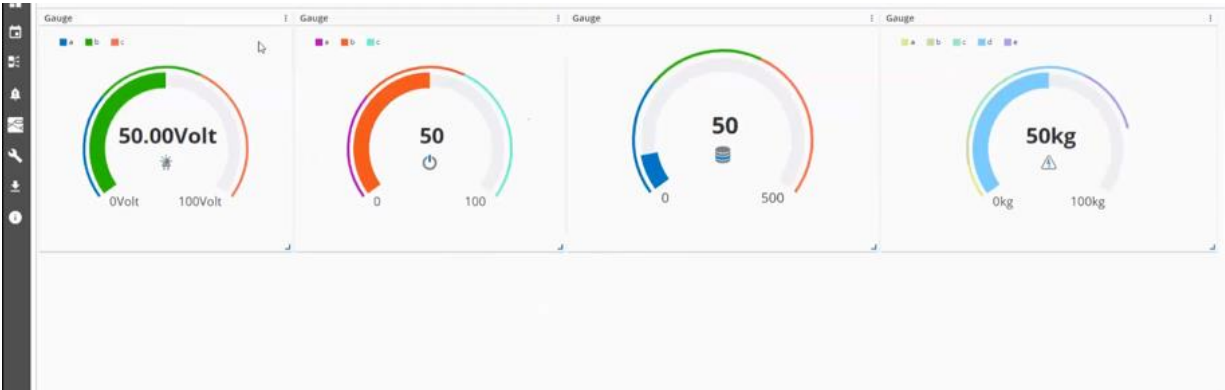 Gauge
a b c
50.00Volt
0Volt 100Volt
Gauge
a b c
50
0 100
Gauge
50
0 500
Gauge
a b c d e
50kg
0kg 100kg